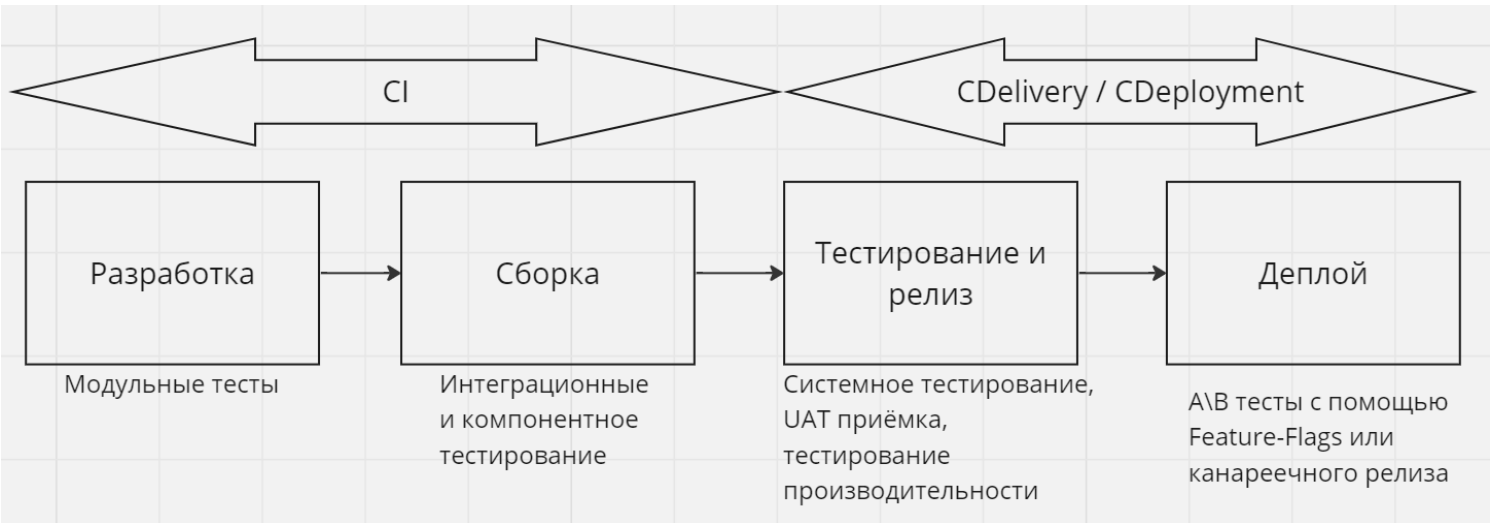 CI
CDelivery / CDeployment
Разработка
Сборка
Тестирование и
релиз
Деплой
Модульные тесты
Интеграционные
и компонентное
тестирование
Системное тестирование,
UAT приёмка,
тестирование
производительности
A\B тесты с помощью
Feature-Flags или
канареечного релиза